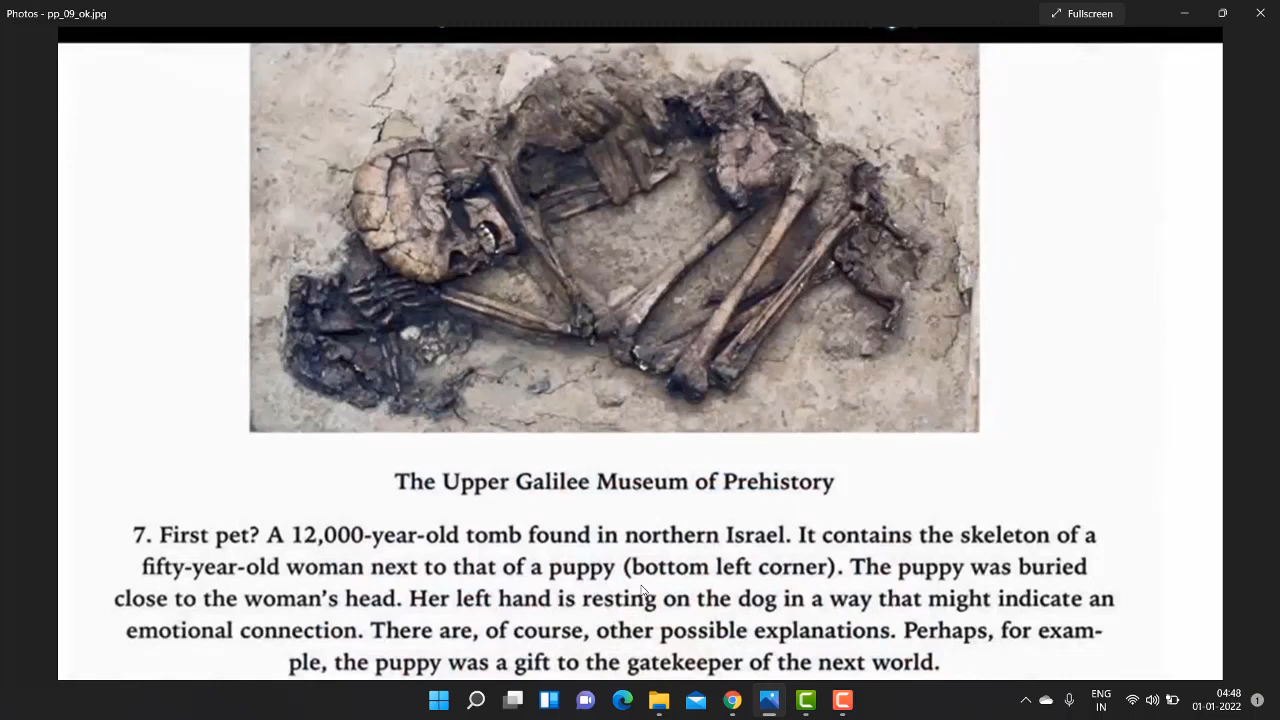 Photos - pp_09_ok.jpg
Fullscreen
The Upper Galilee Museum of Prehistory
7. First pet? A 12,000-year-old tomb found in northern Israel. It contains the skeleton of a
fifty-year-old woman next to that of a puppy (bottom left corner). The puppy was buried
close to the woman's head. Her left hand is resting on the dog in a way that might indicate an
emotional connection. There are, of course, other possible explanations. Perhaps, for exam-
ple, the puppy was a gift to the gatekeeper of the next world.
ENG
IN
04:40
01-01-2022
1